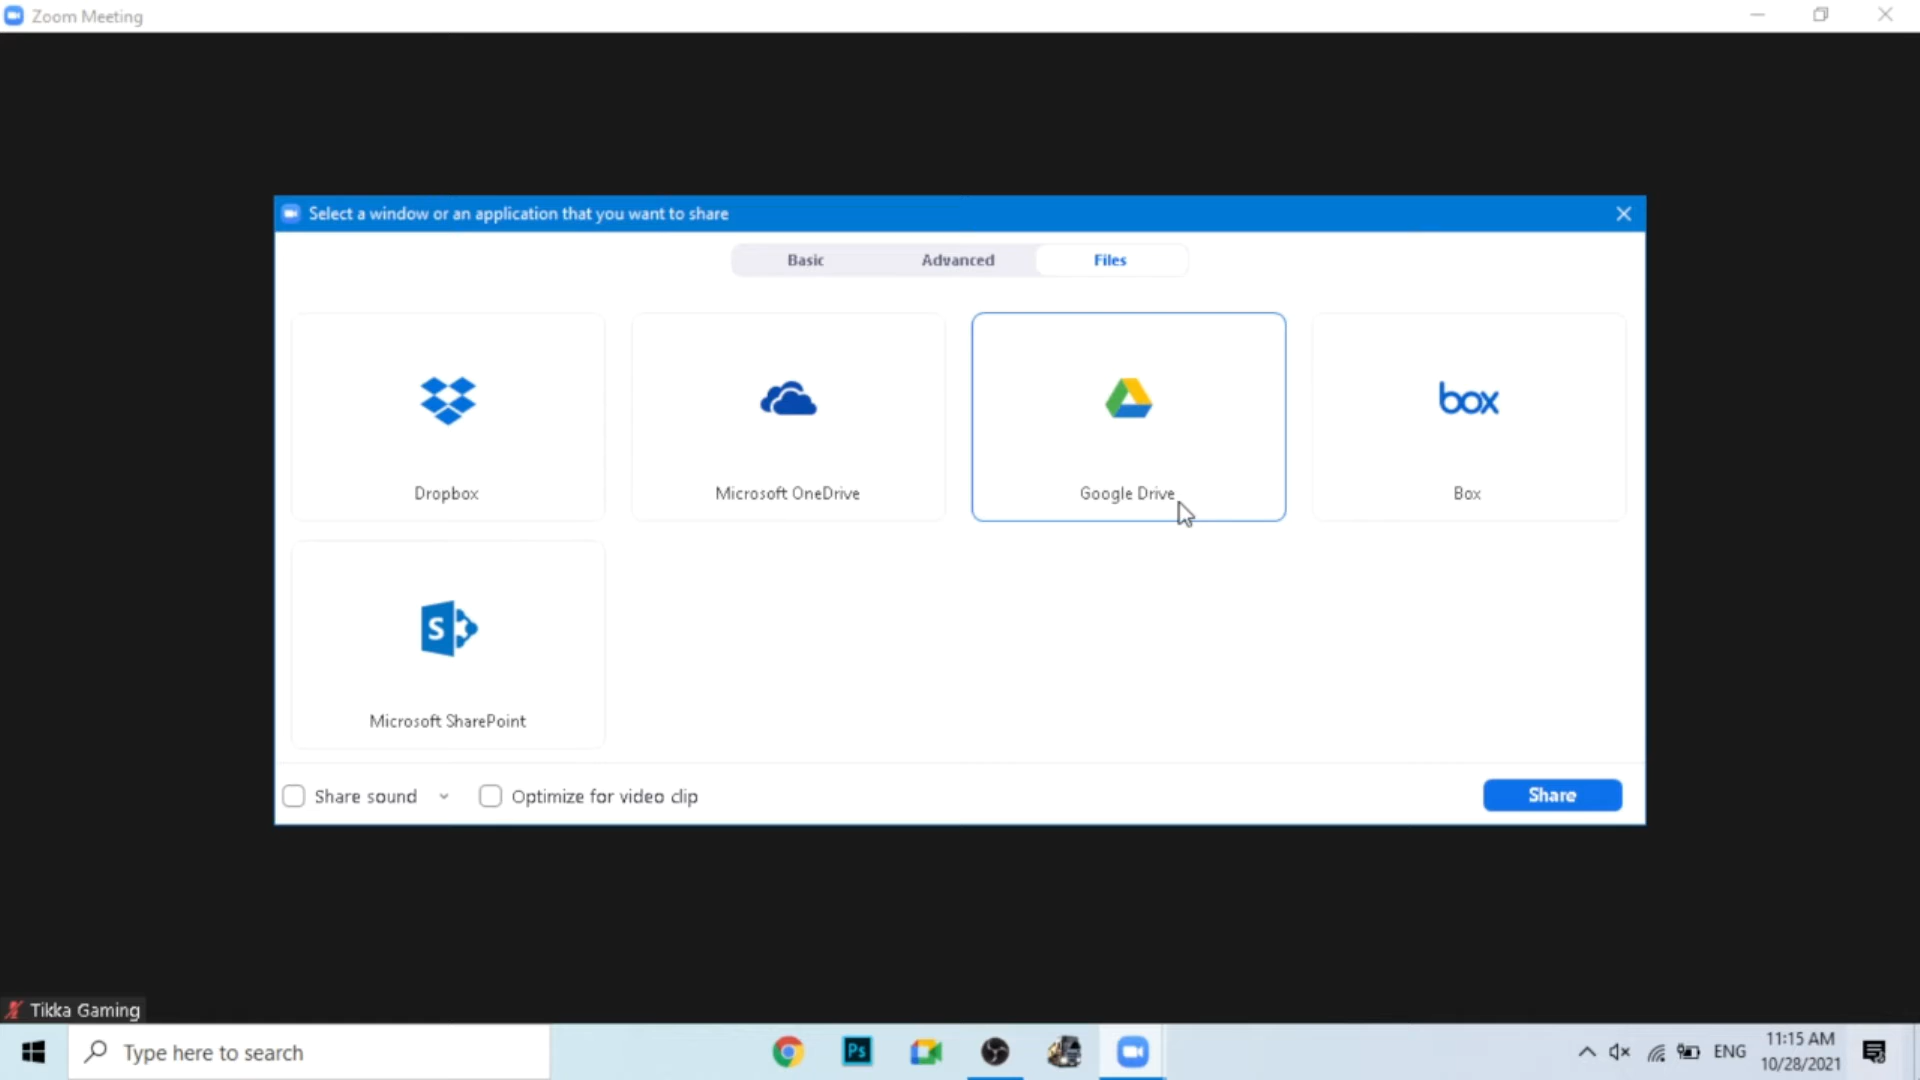 Zoom Meeting
Select a window or an application that you want to share
Basic Advanced Files
box
Dropbox Microsoft OneDrive Google Drive Box
S
Microsoft SharePoint
Share sound Optimize for video clip Share
Tikka Gaming
Type here to search
Ps
ENG
11:15 AM
10/28/2021